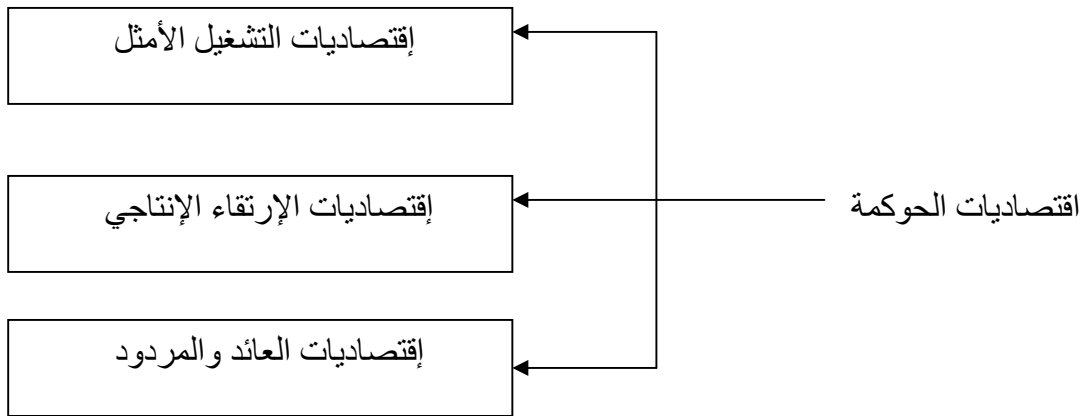 إقتصاديات التشغيل الأمثل
اقتصاديات الحوكمة
إقتصاديات الإرتقاء الإنتاجي
إقتصاديات العائد والمردود